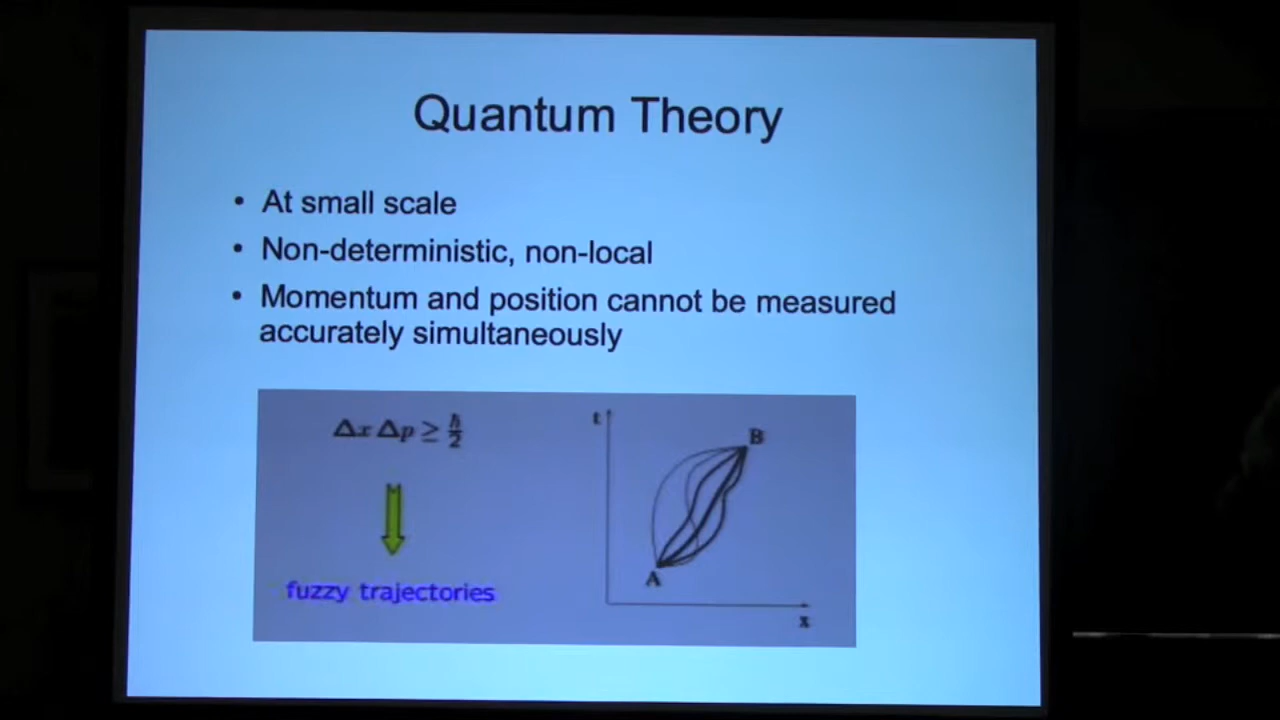 Quantum Theory
• At small scale
• Non-deterministic, non-local
• Momentum and position cannot be measured
accurately simultaneously
Δx Δp ≥ ħ/2
fuzzy trajectories
t
B
A
x